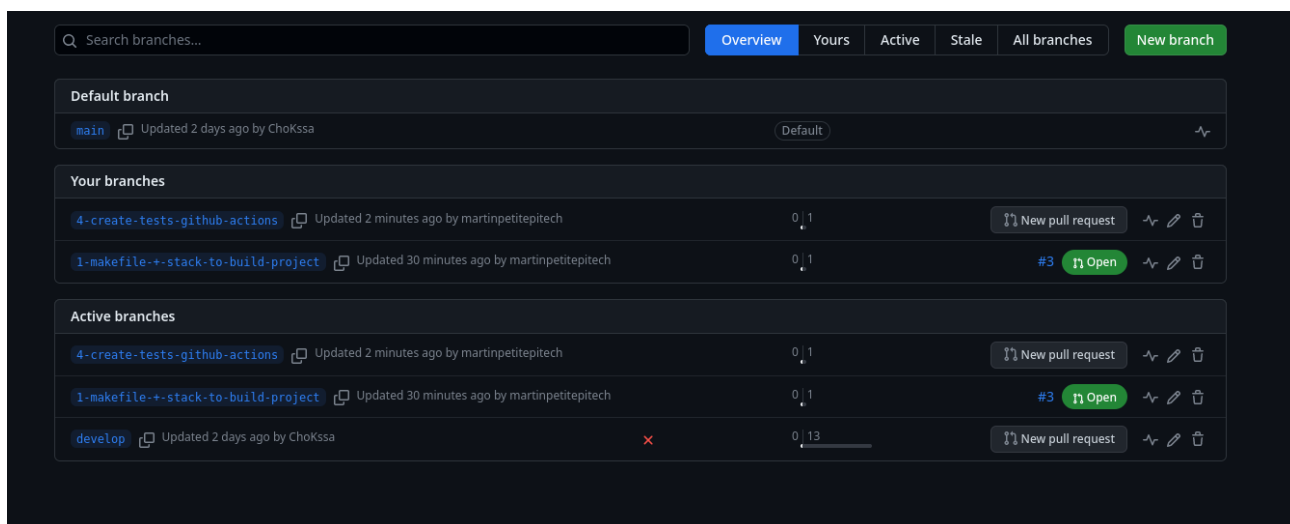 Search branches... Overview Yours Active Stale All branches New branch
Default branch
main Updated 2 days ago by ChoKssa Default
Your branches
4-create-tests-github-actions Updated 2 minutes ago by martinpetitepitech 0 1 New pull request
1-makefile-+-stack-to-build-project Updated 30 minutes ago by martinpetitepitech 0 1 #3 Open
Active branches
4-create-tests-github-actions Updated 2 minutes ago by martinpetitepitech 0 1 New pull request
1-makefile-+-stack-to-build-project Updated 30 minutes ago by martinpetitepitech 0 1 #3 Open
develop Updated 2 days ago by ChoKssa 0 13 New pull request